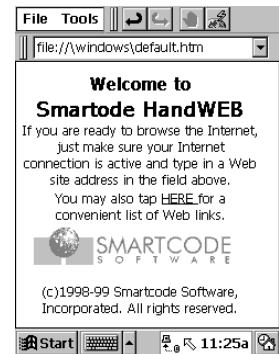 File Tools
file://\windows\default.htm
Welcome to
Smartode HandWEB
If you are ready to browse the Internet,
just make sure your Internet
connection is active and type in a Web
site address in the field above.
You may also tap HERE for a
convenient list of Web links.
SMARTCODE
SOFTWARE
(c)1998-99 Smartcode Software,
Incorporated. All rights reserved.
Start 11:25a